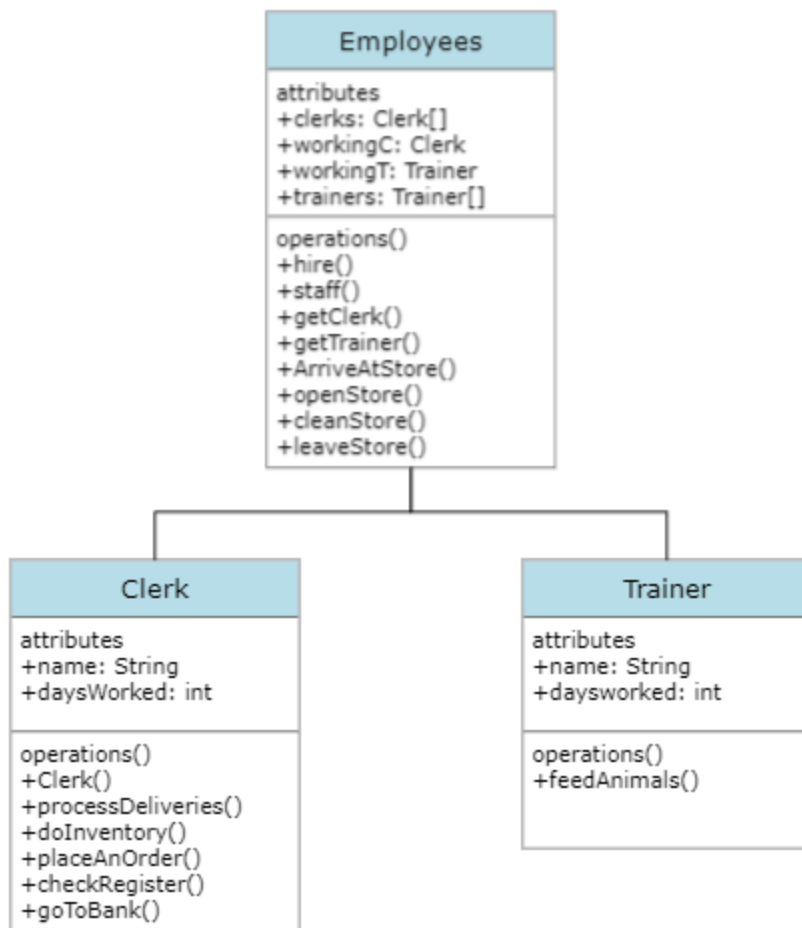 Employees
attributes
+clerks: Clerk[]
+workingC: Clerk
+workingT: Trainer
+trainers: Trainer[]
operations()
+hire()
+staff()
+getClerk()
+getTrainer()
+ArriveAtStore()
+openStore()
+cleanStore()
+leaveStore()
Clerk
attributes
+name: String
+daysWorked: int
operations()
+Clerk()
+processDeliveries()
+doInventory()
+placeAnOrder()
+checkRegister()
+goToBank()
Trainer
attributes
+name: String
+daysworked: int
operations()
+feedAnimals()